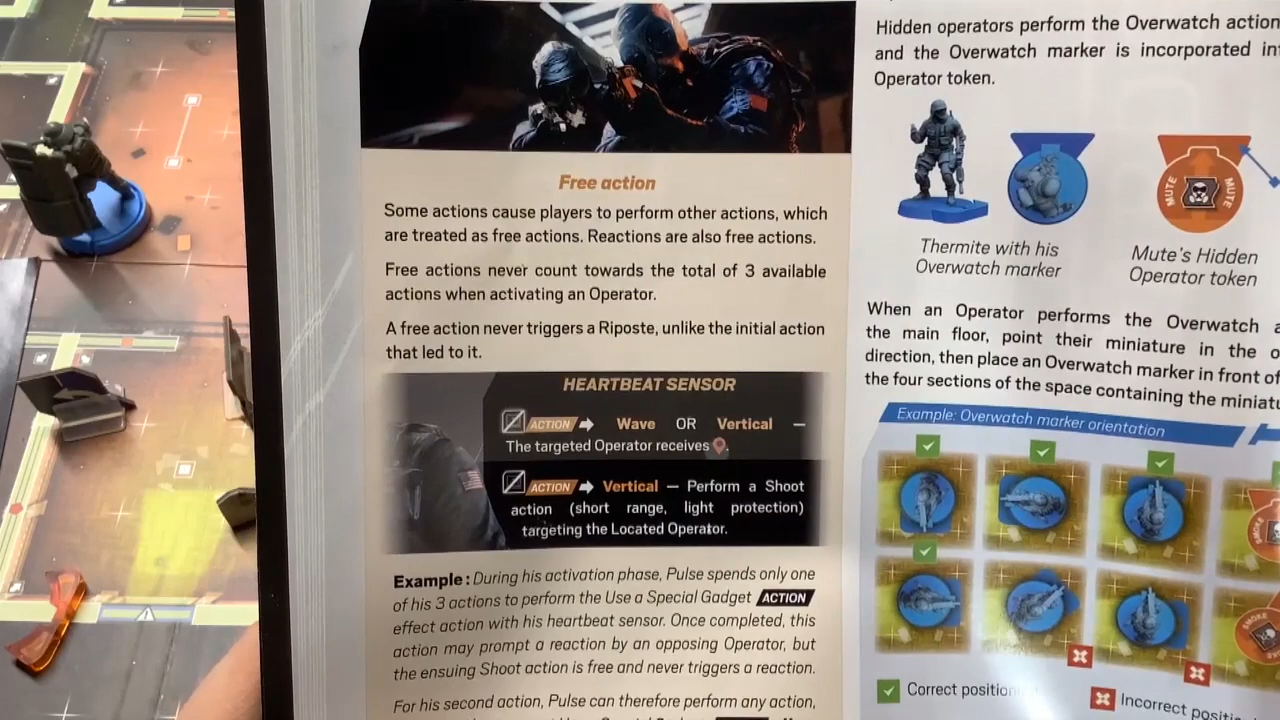 Free action
Some actions cause players to perform other actions, which
are treated as free actions. Reactions are also free actions.
Free actions never count towards the total of 3 available
actions when activating an Operator.
A free action never triggers a Riposte, unlike the initial action
that led to it.
HEARTBEAT SENSOR
ACTION Wave OR Vertical —
The targeted Operator receives .
ACTION Vertical — Perform a Shoot
action (short range, light protection)
targeting the Located Operator.
Example: During his activation phase, Pulse spends only one
of his 3 actions to perform the Use a Special Gadget ACTION
effect action with his heartbeat sensor. Once completed, this
action may prompt a reaction by an opposing Operator, but
the ensuing Shoot action is free and never triggers a reaction.
For his second action, Pulse can therefore perform any action,
Hidden operators perform the Overwatch action
and the Overwatch marker is incorporated
Operator token.
MUTE MUTE
Thermite with his
Overwatch marker
Mute's Hidden
Operator token
When an Operator performs the Overwatch
the main floor, point their miniature in the
direction, then place an Overwatch marker in front of
the four sections of the space containing the
Example: Overwatch marker orientation
SMOKE
SMOKE
Correct position
Incorrect